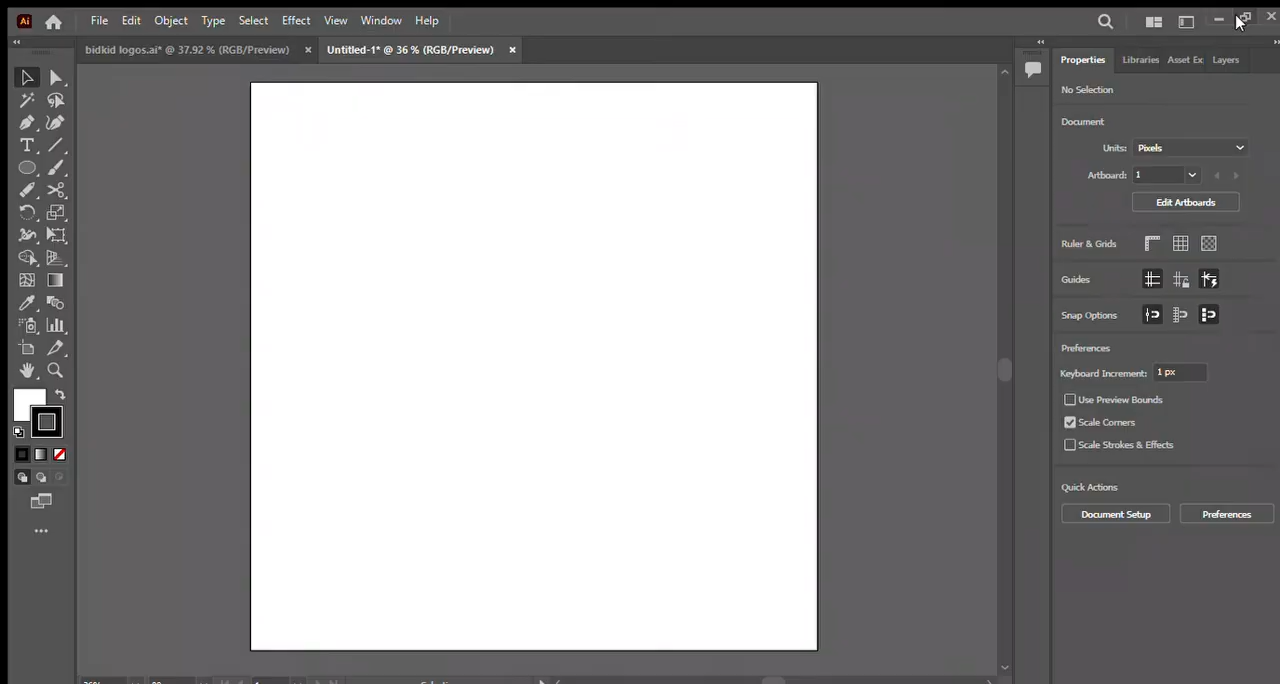 Ai File Edit Object Type Select Effect View Window Help
bidkid logos.ai* @ 37.92 % (RGB/Preview) × Untitled-1* @ 36 % (RGB/Preview) ×
Properties Libraries Asset Ex Layers
No Selection
Document
Units: Pixels
Artboard: 1
Edit Artboards
Ruler & Grids
Guides
Snap Options
Preferences
Keyboard Increment: 1 px
Use Preview Bounds
Scale Corners
Scale Strokes & Effects
Quick Actions
Document Setup Preferences